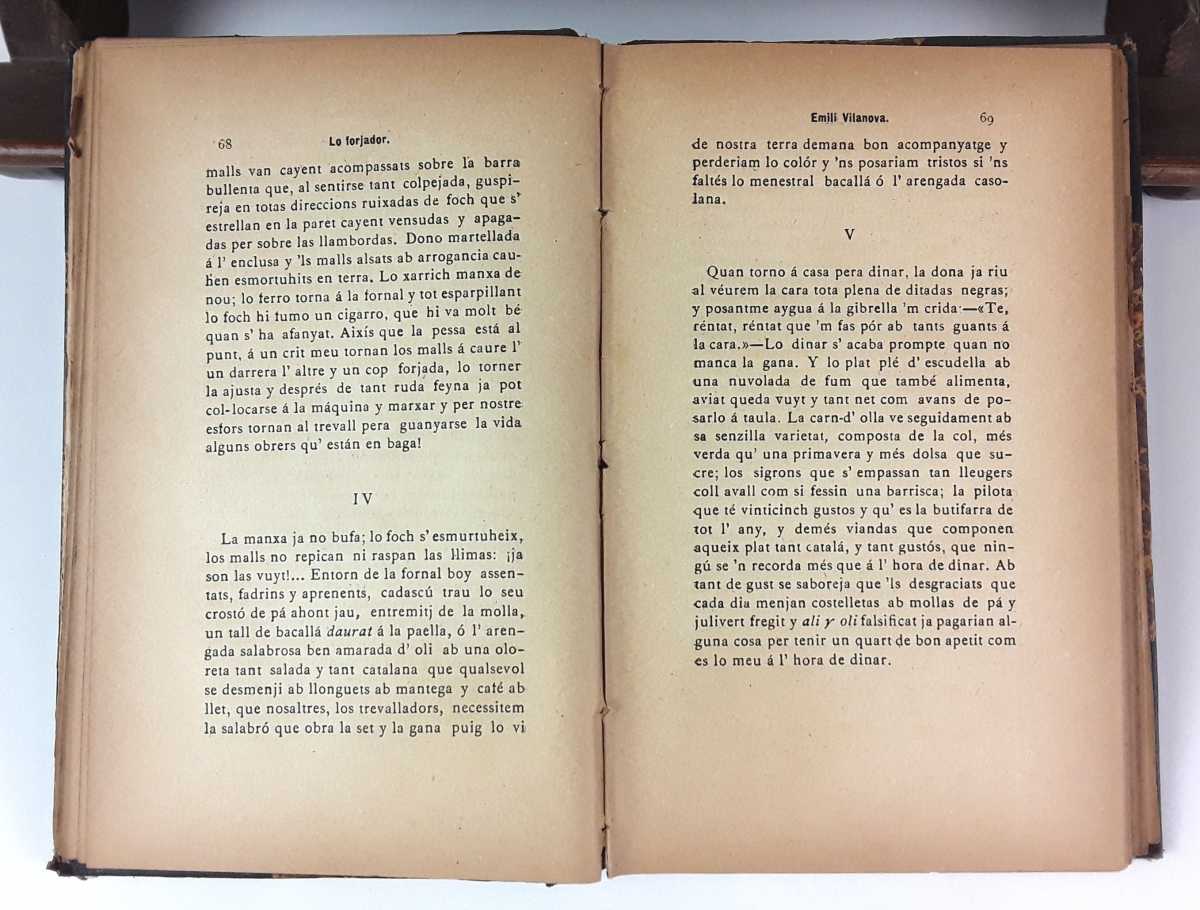 68
Lo forjador.
malls van cayent acompassats sobre la barra
bullenta que, al sentirse tant colpejada, guspi-
reja en totas direccions ruixadas de foch que s'
estrellan en la paret cayent vensudas y apaga-
das per sobre las llambordas. Dono martellada
á l' enclusa y 'ls malls alsats ab arrogancia cau-
hen esmortuhits en terra. Lo xarrich manxa de
nou; lo ferro torna á la fornal y tot esparpillant
lo foch hi fumo un cigarro, que hi va molt bé
quan s' ha afanyat. Aixís que la pessa está al
punt, á un crit meu tornan los malls á caure l'
un darrera l' altre y un cop forjada, lo torner
la ajusta y després de tant ruda feyna ja pot
col-locarse á la máquina y marxar y per nostre
esfors tornan al trevall pera guanyarse la vida
alguns obrers qu' están en baga!
IV
La manxa ja no bufa; lo foch s' esmurtuheix,
los malls no repican ni raspan las llimas: ¡ja
son las vuyt!... Entorn de la fornal boy assen-
tats, fadrins y aprenents, cadascú trau lo seu
crostó de pá ahont jau, entremitj de la molla,
un tall de bacallá daurat á la paella, ó l' aren-
gada salabrosa ben amarada d' oli ab una olo-
reta tant salada y tant catalana que qualsevol
se desmenji ab llonguets ab mantega y café ab
llet, que nosaltres, los trevalladors, necessitem
la salabró que obra la set y la gana puig lo vi
Emili Vilanova.
69
de nostra terra demana bon acompanyatge y
perderiam lo colór y 'ns posariam tristos si 'ns
faltés lo menestral bacallá ó l' arengada caso-
lana.
V
Quan torno á casa pera dinar, la dona ja riu
al véurem la cara tota plena de ditadas negras;
y posantme aygua á la gibrella 'm crida:—«Te,
réntat, réntat que 'm fas pór ab tants guants á
la cara.»—Lo dinar s' acaba prompte quan no
manca la gana. Y lo plat plé d' escudella ab
una nuvolada de fum que també alimenta,
aviat queda vuyt y tant net com avans de po-
sarlo á taula. La carn-d' olla ve seguidament ab
sa senzilla varietat, composta de la col, més
verda qu' una primavera y més dolsa que su-
cre; los sigrons que s' empassan tan lleugers
coll avall com si fessin una barrisca; la pilota
que té vinticinch gustos y qu' es la butifarra de
tot l' any, y demés viandas que componen
aqueix plat tant catalá, y tant gustós, que nin-
gú se 'n recorda més que á l' hora de dinar. Ab
tant de gust se saboreja que 'ls desgraciats que
cada dia menjan costelletas ab mollas de pá y
julivert fregit y ali y oli falsificat ja pagarian al-
guna cosa per tenir un quart de bon apetit com
es lo meu á l' hora de dinar.